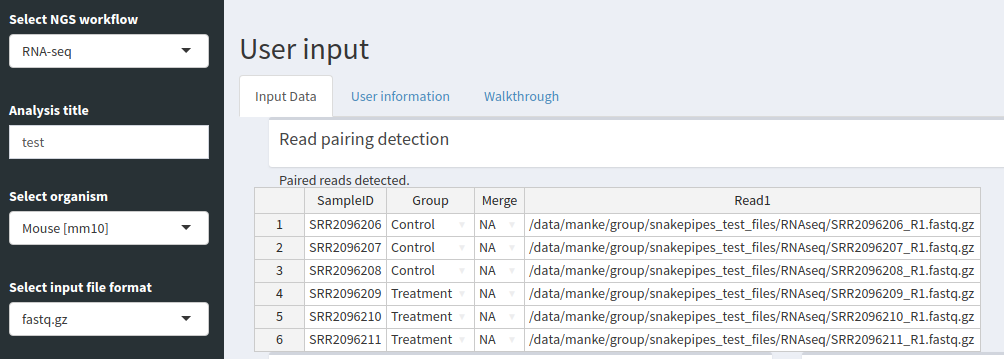 Select NGS workflow
RNA-seq
Analysis title
test
Select organism
Mouse [mm10]
Select input file format
fastq.gz
User input
Input Data User information Walkthrough
Read pairing detection
Paired reads detected.
SampleID Group Merge Read1
1 SRR2096206 Control NA /data/manke/group/snakepipes_test_files/RNAseq/SRR2096206_R1.fastq.gz
2 SRR2096207 Control NA /data/manke/group/snakepipes_test_files/RNAseq/SRR2096207_R1.fastq.gz
3 SRR2096208 Control NA /data/manke/group/snakepipes_test_files/RNAseq/SRR2096208_R1.fastq.gz
4 SRR2096209 Treatment NA /data/manke/group/snakepipes_test_files/RNAseq/SRR2096209_R1.fastq.gz
5 SRR2096210 Treatment NA /data/manke/group/snakepipes_test_files/RNAseq/SRR2096210_R1.fastq.gz
6 SRR2096211 Treatment NA /data/manke/group/snakepipes_test_files/RNAseq/SRR2096211_R1.fastq.gz